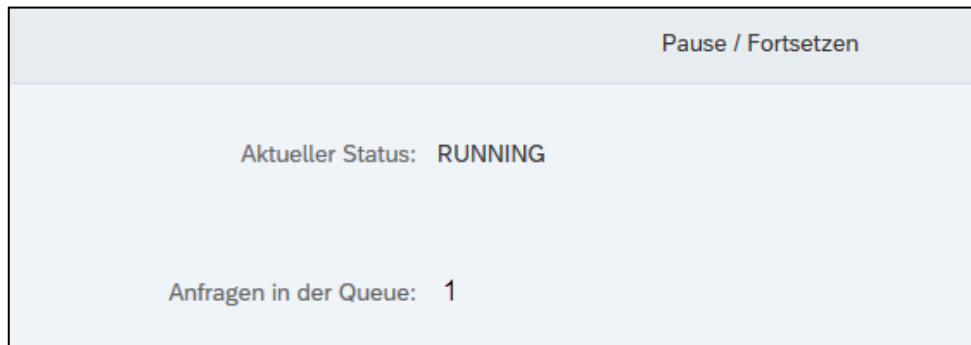 Pause / Fortsetzen
Aktueller Status: RUNNING
Anfragen in der Queue: 1